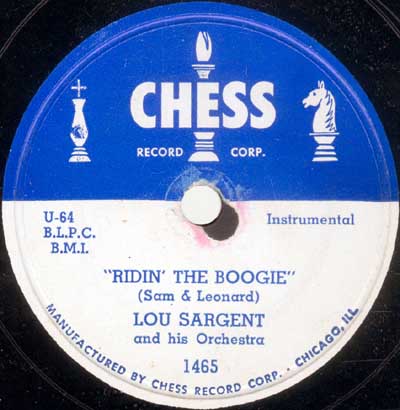 CHESS
RECORD CORP.
U-64
B.L.P.C.
B.M.I.
Instrumental
"RIDIN' THE BOOGIE"
(Sam & Leonard)
LOU SARGENT
and his Orchestra
1465
MANUFACTURED BY CHESS RECORD CORP. - CHICAGO, ILL.